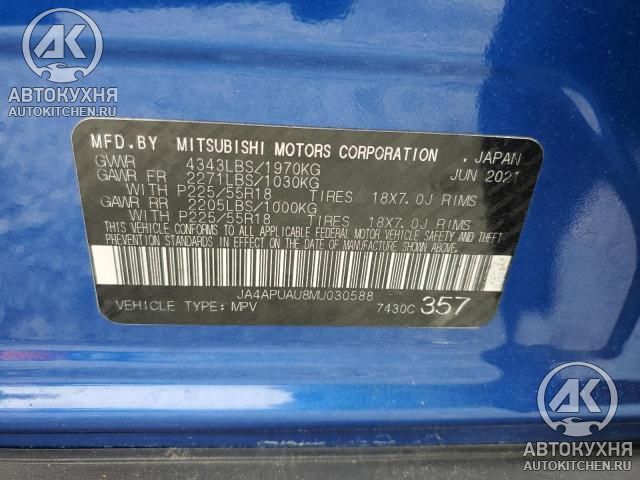 AK
АВТОКУХНЯ
AUTOKITCHEN.RU
MFD.BY MITSUBISHI MOTORS CORPORATION , JAPAN
GVWR 4343LBS/1970KG JUN 2021
GAWR FR 2271LBS/1030KG
WITH P225/55R18 TIRES 18X7.0J RIMS
GAWR RR 2205LBS/1000KG
WITH P225/55R18 TIRES 18X7.0J RIMS
THIS VEHICLE CONFORMS TO ALL APPLICABLE FEDERAL MOTOR VEHICLE SAFETY AND THEFT
PREVENTION STANDARDS IN EFFECT ON THE DATE OF MANUFACTURE SHOWN ABOVE.
JA4APUAU8MU030588
VEHICLE TYPE: MPV 7430C 357
AK
АВТОКУХНЯ
AUTOKITCHEN.RU